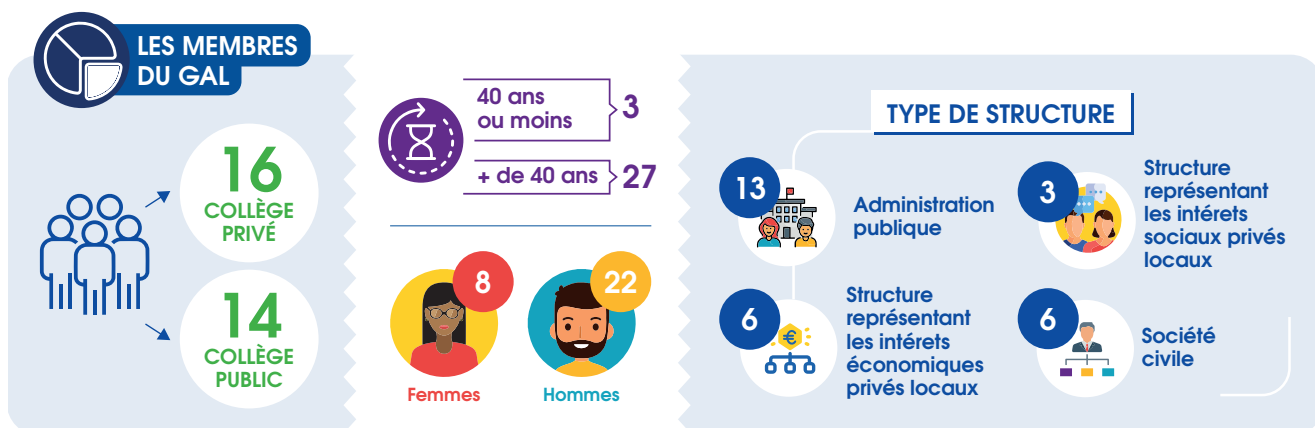 LES MEMBRES
DU GAL
16
COLLÈGE
PRIVÉ
14
COLLÈGE
PUBLIC
40 ans
ou moins
3
+ de 40 ans
27
8
Femmes
22
Hommes
TYPE DE STRUCTURE
13
Administration
publique
3
Structure
représentant
les intérets
sociaux privés
locaux
6
€
Structure
représentant
les intérets
économiques
privés locaux
6
Société
civile